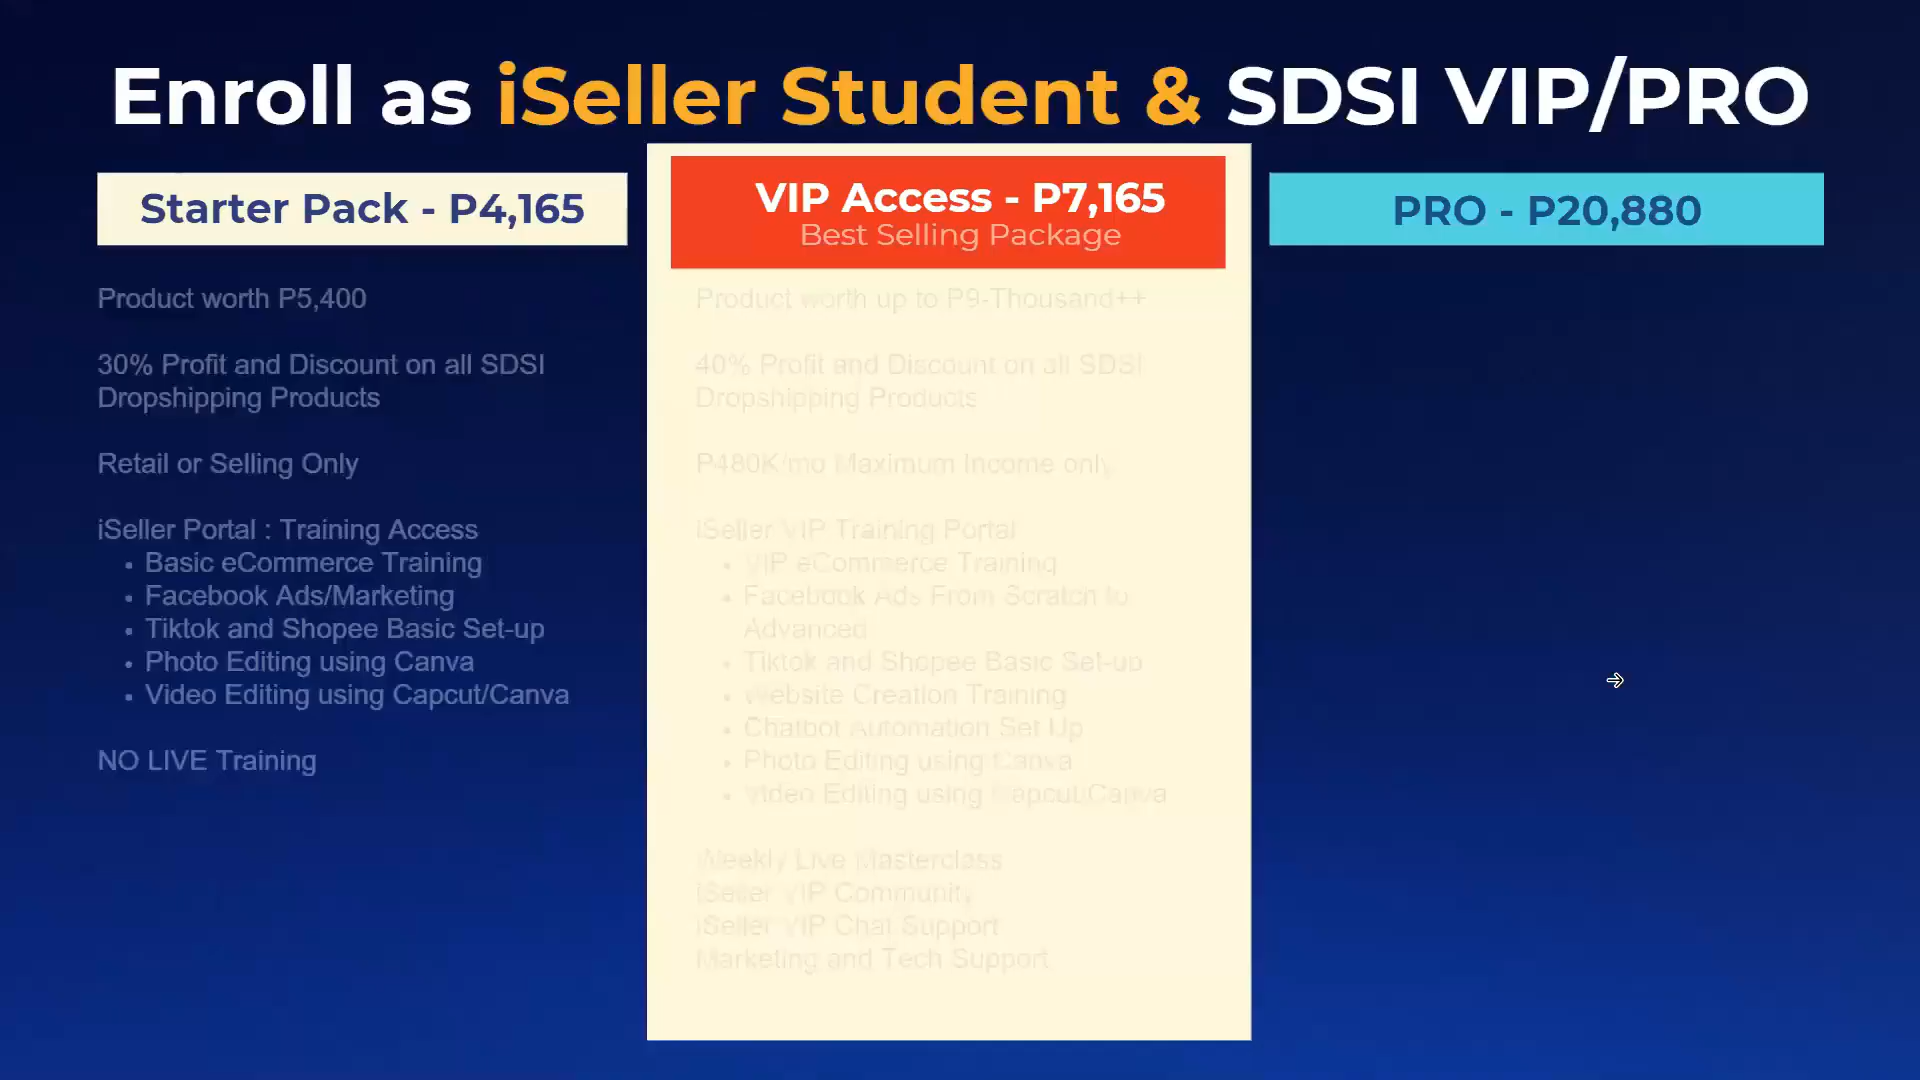 Enroll as iSeller Student & SDSI VIP/PRO
Starter Pack - P4,165
Product worth P5,400
30% Profit and Discount on all SDSI
Dropshipping Products
Retail or Selling Only
iSeller Portal : Training Access
• Basic eCommerce Training
• Facebook Ads/Marketing
• Tiktok and Shopee Basic Set-up
• Photo Editing using Canva
• Video Editing using Capcut/Canva
NO LIVE Training
VIP Access - P7,165
Best Selling Package
Product worth up to P9-Thousand++
40% Profit and Discount on all SDSI
Dropshipping Products
P480K/mo Maximum Income only
iSeller VIP Training Portal
• VIP eCommerce Training
• Facebook Ads From Scratch to
Advanced
• Tiktok and Shopee Basic Set-up
• Website Creation Training
• Chatbot Automation Set Up
• Photo Editing using Canva
• Video Editing using Capcut/Canva
Weekly Live Masterclass
iSeller VIP Community
iSeller VIP Chat Support
Marketing and Tech Support
PRO - P20,880